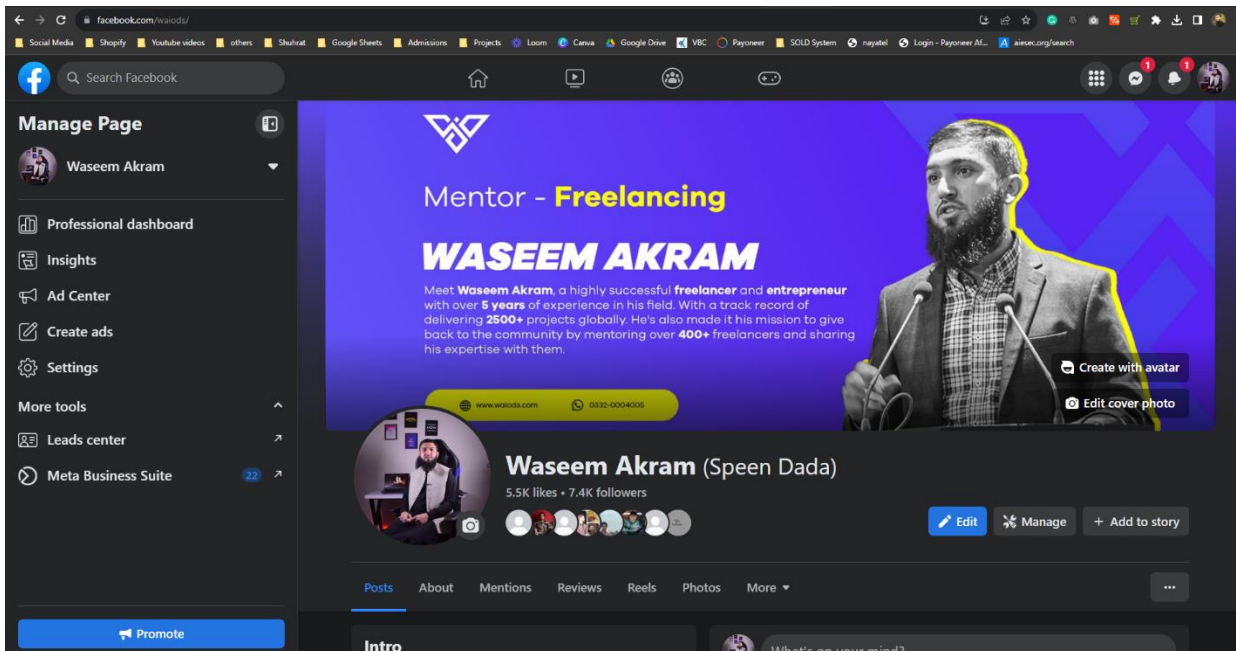 facebook.com/waiods/
Social Media Shopify Youtube videos others Shuhrat Google Sheets Admissions Projects Loom Canva Google Drive VBC Payoneer SOLD System nayatel Login - Payoneer Af... aiesec.org/search
Search Facebook
1 1
Manage Page
Waseem Akram
Professional dashboard
Insights
Ad Center
Create ads
Settings
More tools
Leads center
Meta Business Suite 22
Promote
Mentor - Freelancing
WASEEM AKRAM
Meet Waseem Akram, a highly successful freelancer and entrepreneur
with over 5 years of experience in his field. With a track record of
delivering 2500+ projects globally. He's also made it his mission to give
back to the community by mentoring over 400+ freelancers and sharing
his expertise with them.
www.waiods.com 0332-0004005
Create with avatar
Edit cover photo
Waseem Akram (Speen Dada)
5.5K likes • 7.4K followers
Edit Manage + Add to story
Posts About Mentions Reviews Reels Photos More
Intro
What's on your mind?